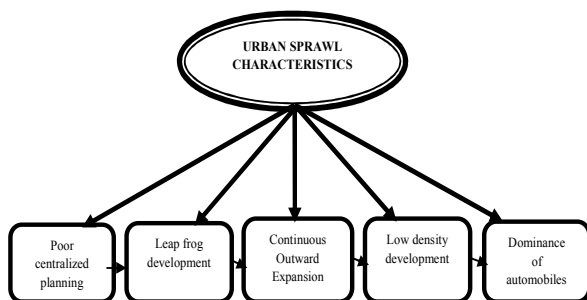 URBAN SPRAWL
CHARACTERISTICS
Poor
centralized
planning
Leap frog
development
Continuous
Outward
Expansion
Low density
development
Dominance
of
automobiles